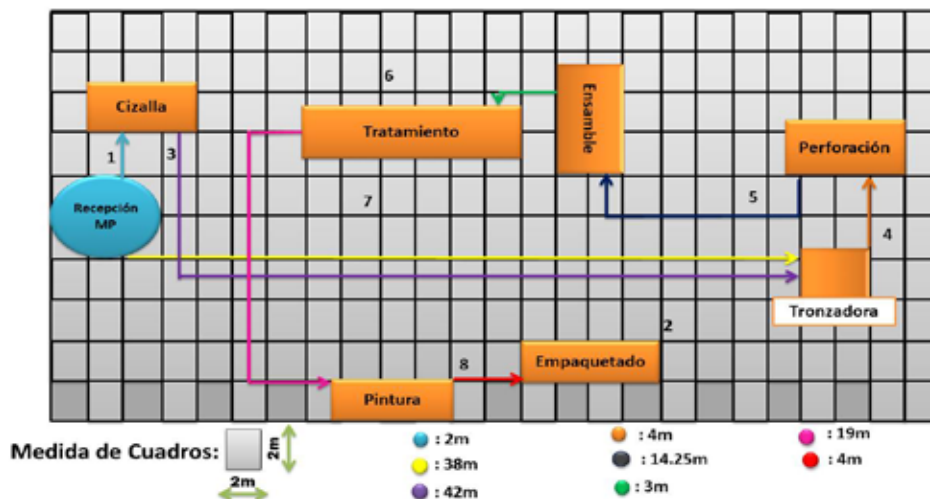 6
Ensamble
Cizalla
Tratamiento
Perforación
1
3
5
7
Recepción
MP
4
Tronzadora
2
Empaquetado
8
Pintura
Medida de Cuadros:
2m
2m
: 2m
: 38m
: 42m
: 4m
: 14.25m
: 3m
: 19m
: 4m